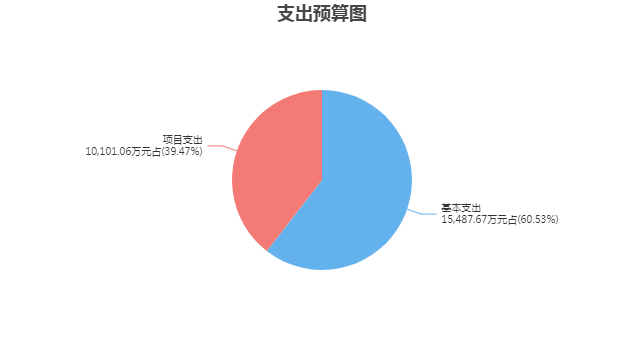 支出预算图
项目支出
10,101.06万元占(39.47%)
基本支出
15,487.67万元占(60.53%)